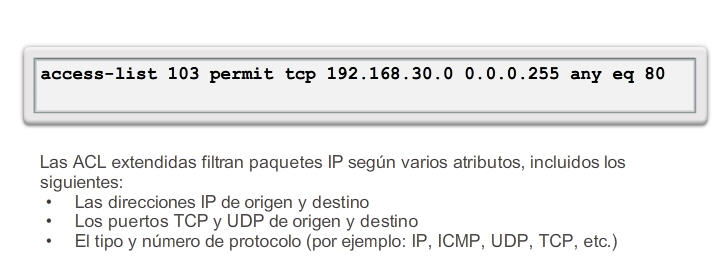 access-list 103 permit tcp 192.168.30.0 0.0.0.255 any eq 80
Las ACL extendidas filtran paquetes IP según varios atributos, incluidos los
siguientes:
• Las direcciones IP de origen y destino
• Los puertos TCP y UDP de origen y destino
• El tipo y número de protocolo (por ejemplo: IP, ICMP, UDP, TCP, etc.)